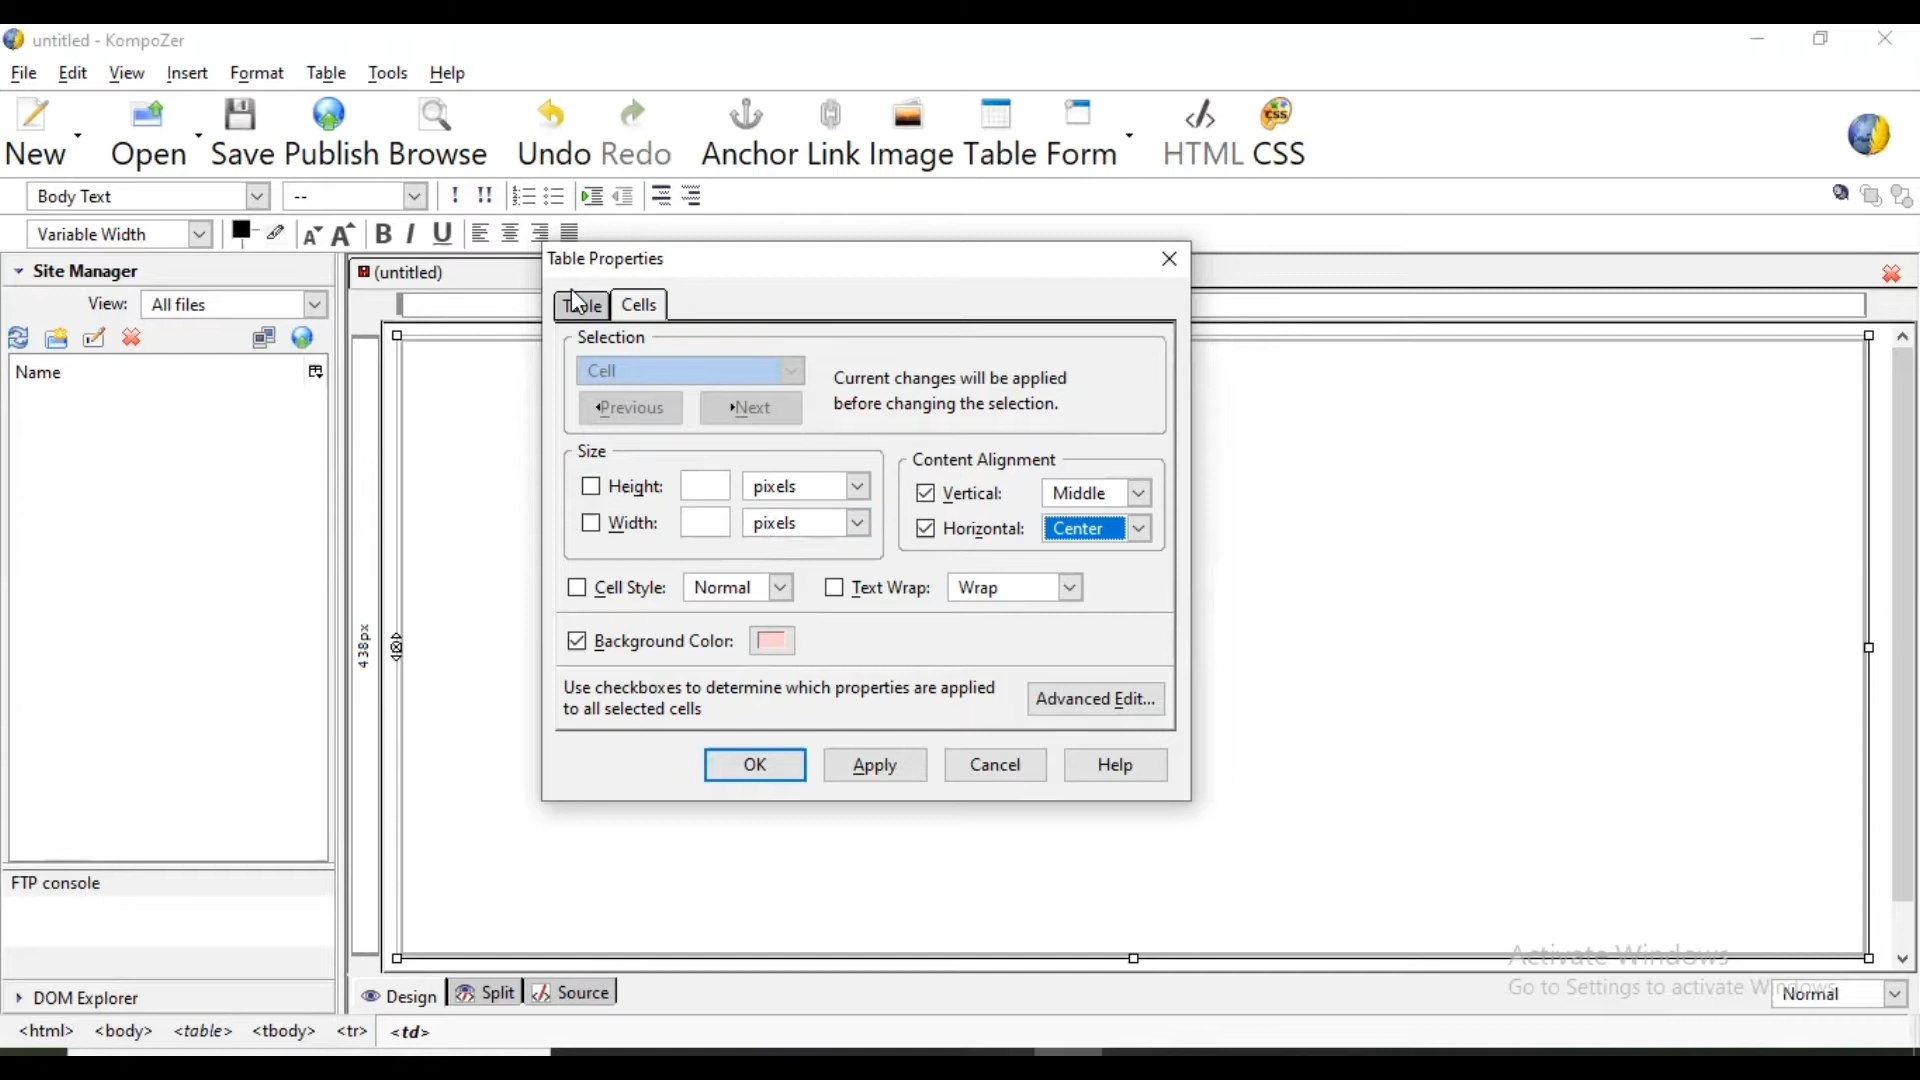 untitled - KompoZer
File Edit View Insert Format Table Tools Help
New Open Save Publish Browse Undo Redo Anchor Link Image Table Form HTML CSS
Body Text -- ! !!
Variable Width A A B I U
Site Manager
(untitled)
View: All files
Name
FTP console
DOM Explorer
438px
Table Properties
Table Cells
Selection
Cell
Previous Next
Current changes will be applied
before changing the selection.
Size
Height: pixels
Width: pixels
Content Alignment
Vertical: Middle
Horizontal: Center
Cell Style: Normal Text Wrap: Wrap
Background Color:
Use checkboxes to determine which properties are applied
to all selected cells
Advanced Edit...
OK Apply Cancel Help
Activate Windows
Go to Settings to activate Windows.
Design Split Source Normal
<html> <body> <table> <tbody> <tr> <td>